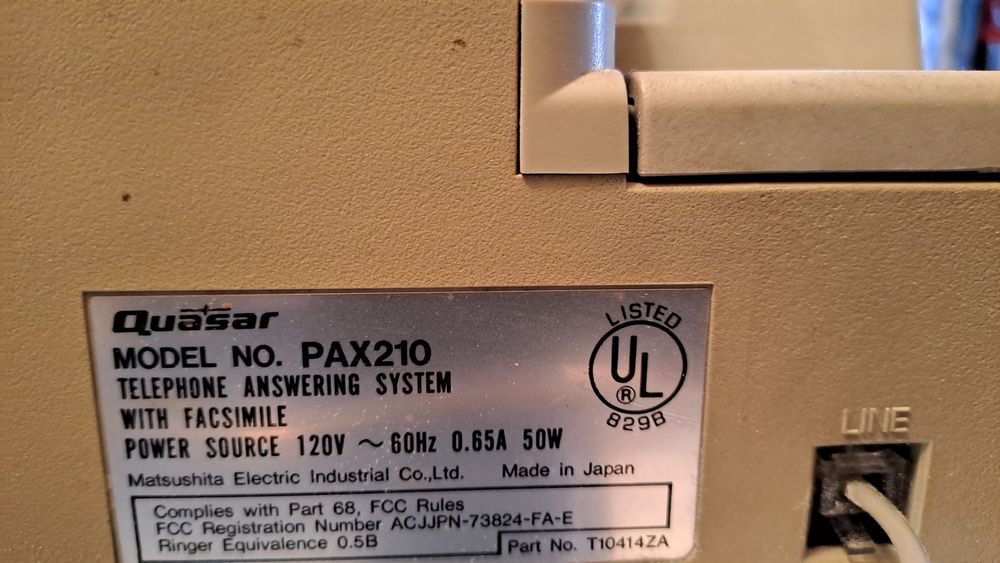 Quasar
MODEL NO. PAX210
TELEPHONE ANSWERING SYSTEM
WITH FACSIMILE
POWER SOURCE 120V ~ 60Hz 0.65A 50W
Matsushita Electric Industrial Co.,Ltd. Made in Japan
Complies with Part 68, FCC Rules
FCC Registration Number ACJJPN-73824-FA-E
Ringer Equivalence 0.5B
Part No. T10414ZA
LISTED
UL
®
829B
LINE